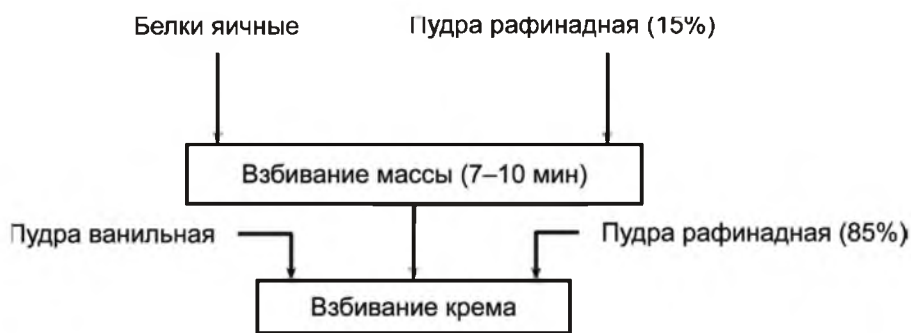 Белки яичные
Пудра рафинадная (15%)
Взбивание массы (7–10 мин)
Пудра ванильная
Пудра рафинадная (85%)
Взбивание крема